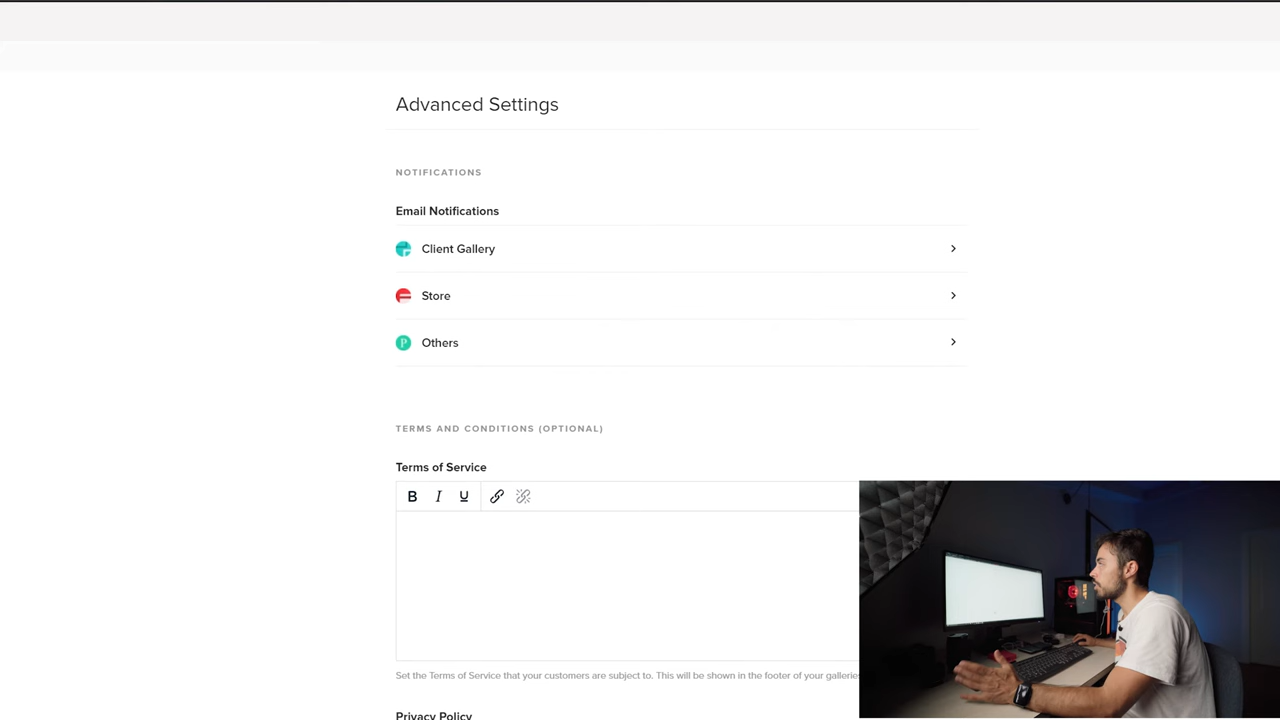 Advanced Settings
NOTIFICATIONS
Email Notifications
Client Gallery
Store
P Others
TERMS AND CONDITIONS (OPTIONAL)
Terms of Service
B I U
Set the Terms of Service that your customers are subject to. This will be shown in the footer of your gallerie
Privacy Policy